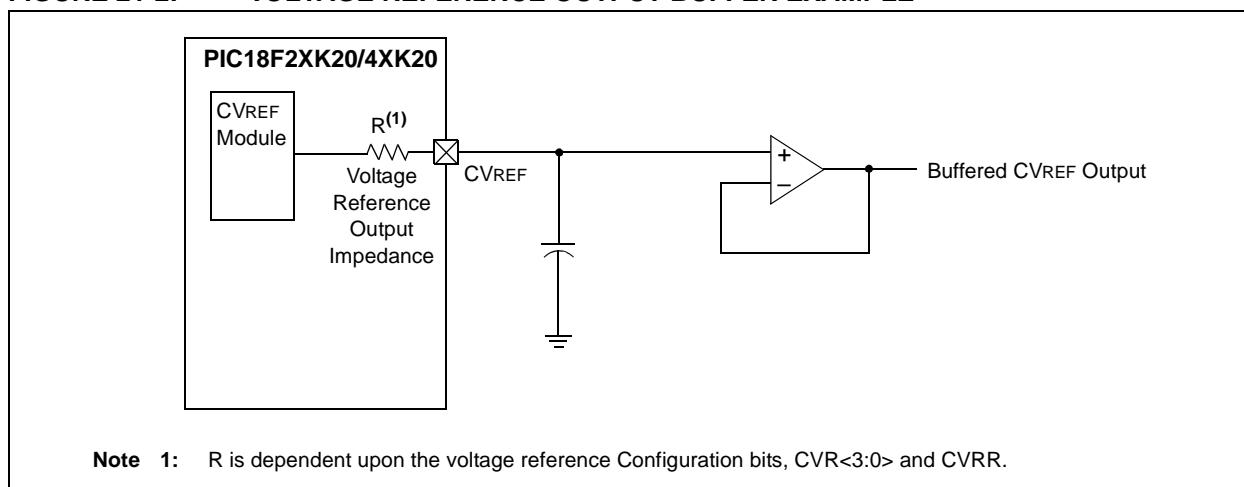 PIC18F2XK20/4XK20
CVREF
Module
R(1)
Voltage
Reference
Output
Impedance
CVREF
+
–
Buffered CVREF Output
Note 1: R is dependent upon the voltage reference Configuration bits, CVR<3:0> and CVRR.